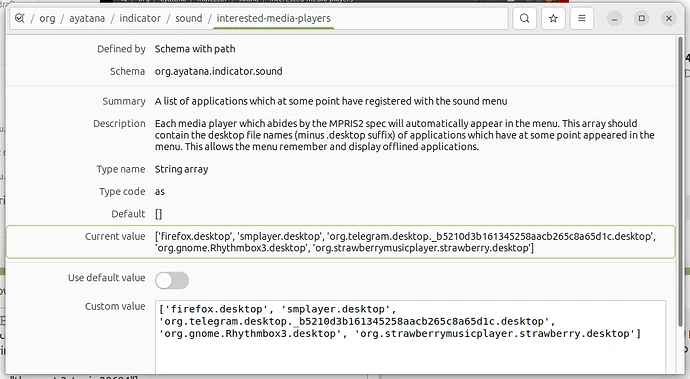 / org / ayatana / indicator / sound / interested-media-players
Defined by Schema with path
Schema org.ayatana.indicator.sound
Summary A list of applications which at some point have registered with the sound menu
Description Each media player which abides by the MPRIS2 spec will automatically appear in the menu. This array should
contain the desktop file names (minus .desktop suffix) of applications which have at some point appeared in
the menu. This allows the menu remember and display offlined applications.
Type name String array
Type code as
Default []
Current value ['firefox.desktop', 'smplayer.desktop', 'org.telegram.desktop._b5210d3b161345258aacb265c8a65d1c.desktop',
'org.gnome.Rhythmbox3.desktop', 'org.strawberrymusicplayer.strawberry.desktop']
Use default value
Custom value ['firefox.desktop', 'smplayer.desktop',
'org.telegram.desktop._b5210d3b161345258aacb265c8a65d1c.desktop',
'org.gnome.Rhythmbox3.desktop', 'org.strawberrymusicplayer.strawberry.desktop']